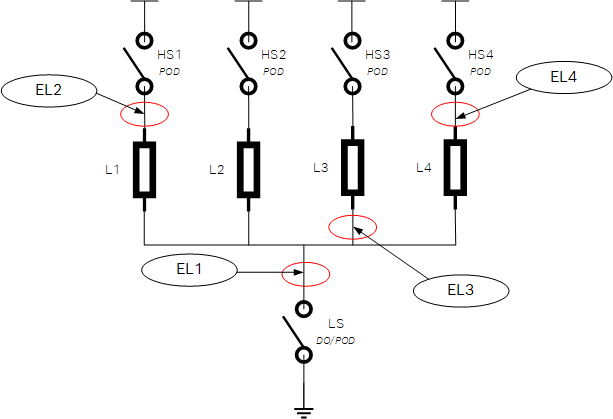 HS1
POD
HS2
POD
HS3
POD
HS4
POD
EL2
EL4
L1
L2
L3
L4
EL1
EL3
LS
DO/POD